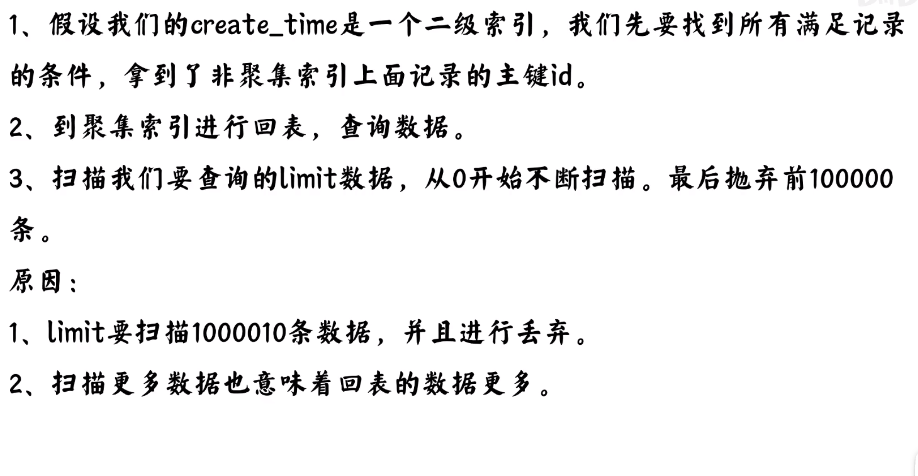 1、假设我们的create_time是一个二级索引，我们先要找到所有满足记录
的条件，拿到了非聚集索引上面记录的主键id。
2、到聚集索引进行回表，查询数据。
3、扫描我们要查询的limit数据，从0开始不断扫描。最后抛弃前100000
条。
原因：
1、limit要扫描1000010条数据，并且进行丢弃。
2、扫描更多数据也意味着回表的数据更多。